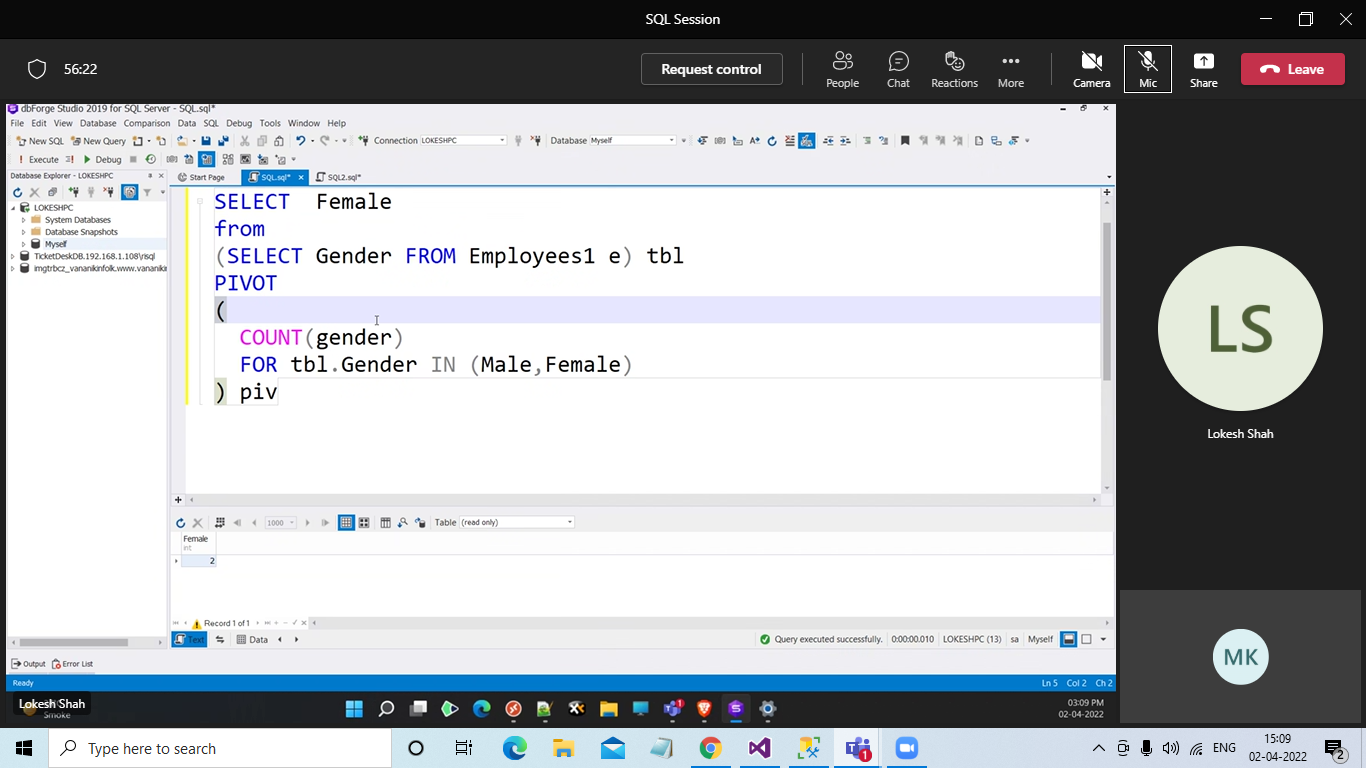 SQL Session
56:22
Request control
People
Chat
Reactions
More
Camera
Mic
Share
Leave
dbForge Studio 2019 for SQL Server - SQL.sql*
File Edit View Database Comparison Data SQL Debug Tools Window Help
New SQL New Query Connection LOKESHPC Database Myself
Execute Debug
Database Explorer - LOKESHPC
Start Page SQL.sql* SQL2.sql*
LOKESHPC
System Databases
Database Snapshots
Myself
TicketDeskDB.192.168.1.108\rlsql
imgtrbcz_vananikinfolk.www.vananikin
SELECT Female
from
(SELECT Gender FROM Employees1 e) tbl
PIVOT
(
COUNT(gender)
FOR tbl.Gender IN (Male,Female)
) piv
1000 Table (read only)
Female
int
2
Record 1 of 1
Text Data
Query executed successfully. 0:00:00.010 LOKESHPC (13) sa Myself
Output Error List
Ready Ln 5 Col 2 Ch 2
Lokesh Shah
Smoke
03:09 PM
02-04-2022
LS
Lokesh Shah
MK
Type here to search
1
ENG
15:09
02-04-2022
2